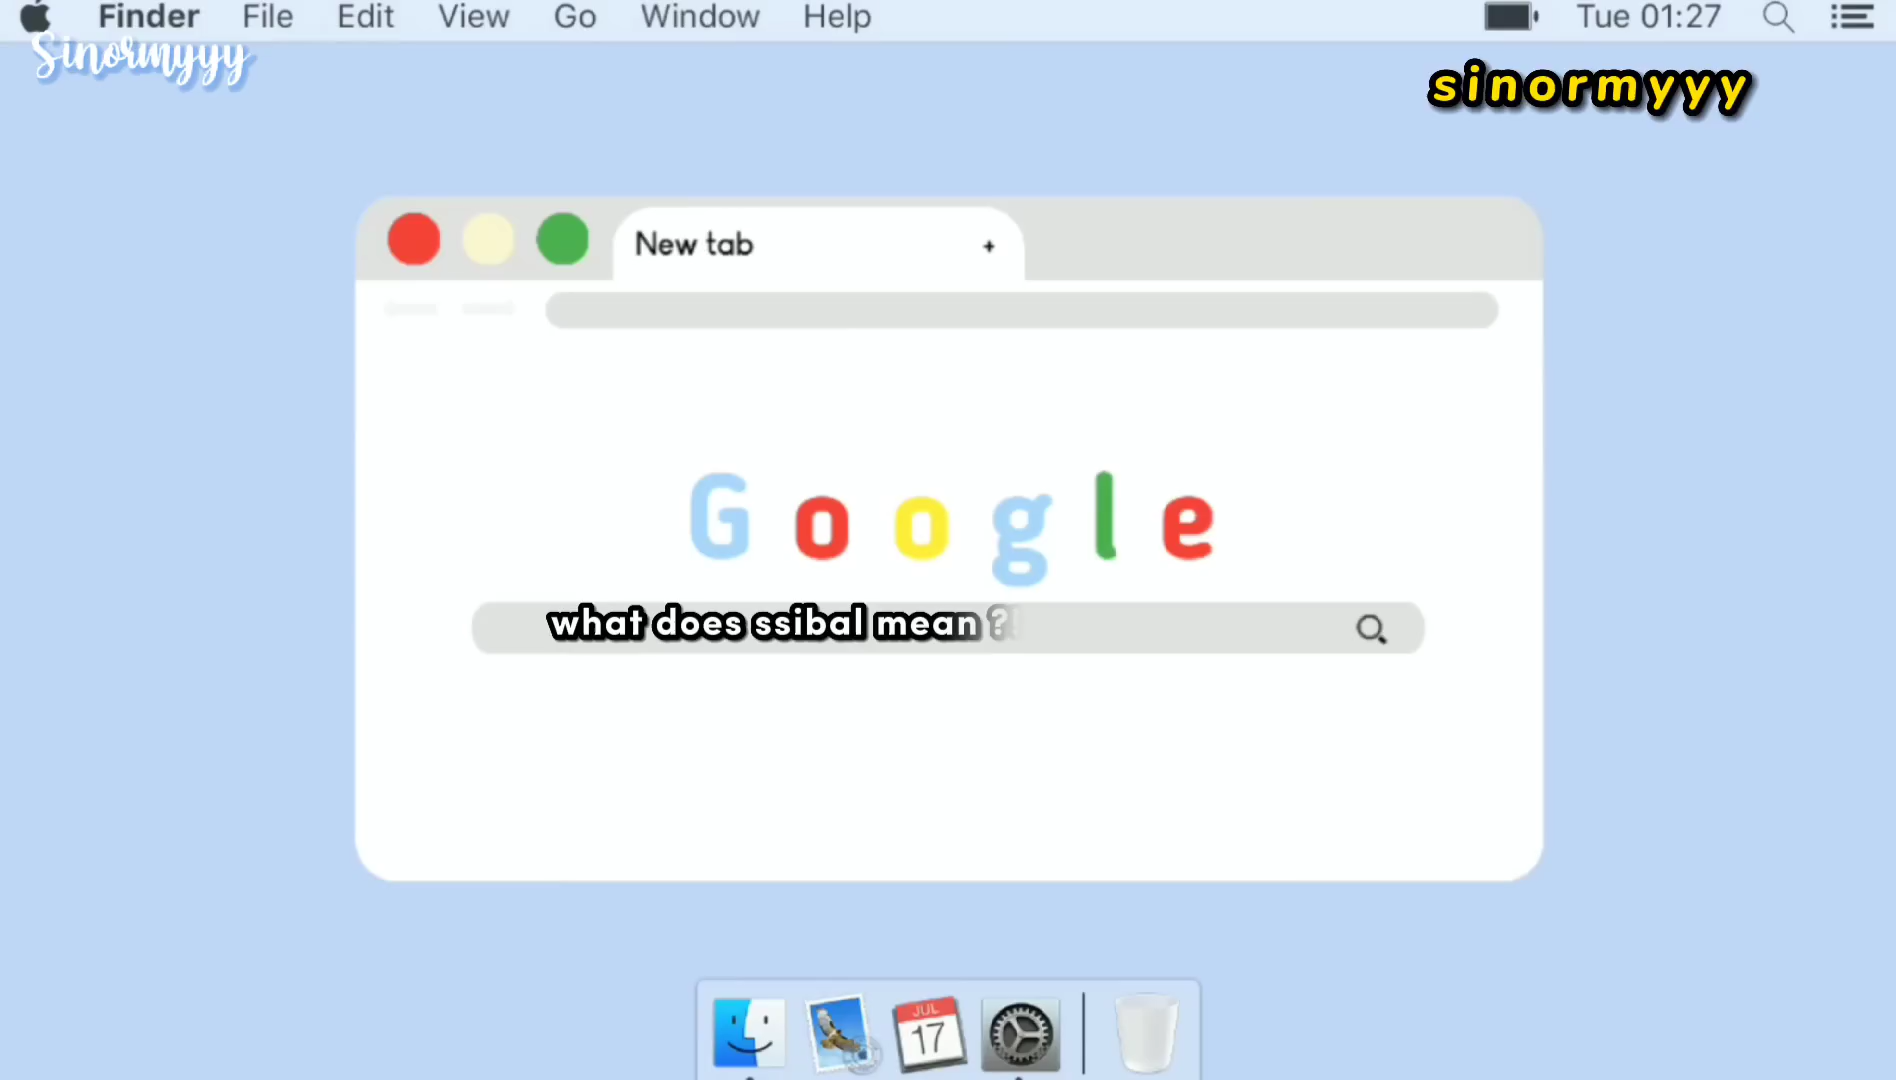 Finder File Edit View Go Window Help Tue 01:27
Sinormyyy
sinormyyy
New tab +
Google
what does ssibal mean ?
JUL
17